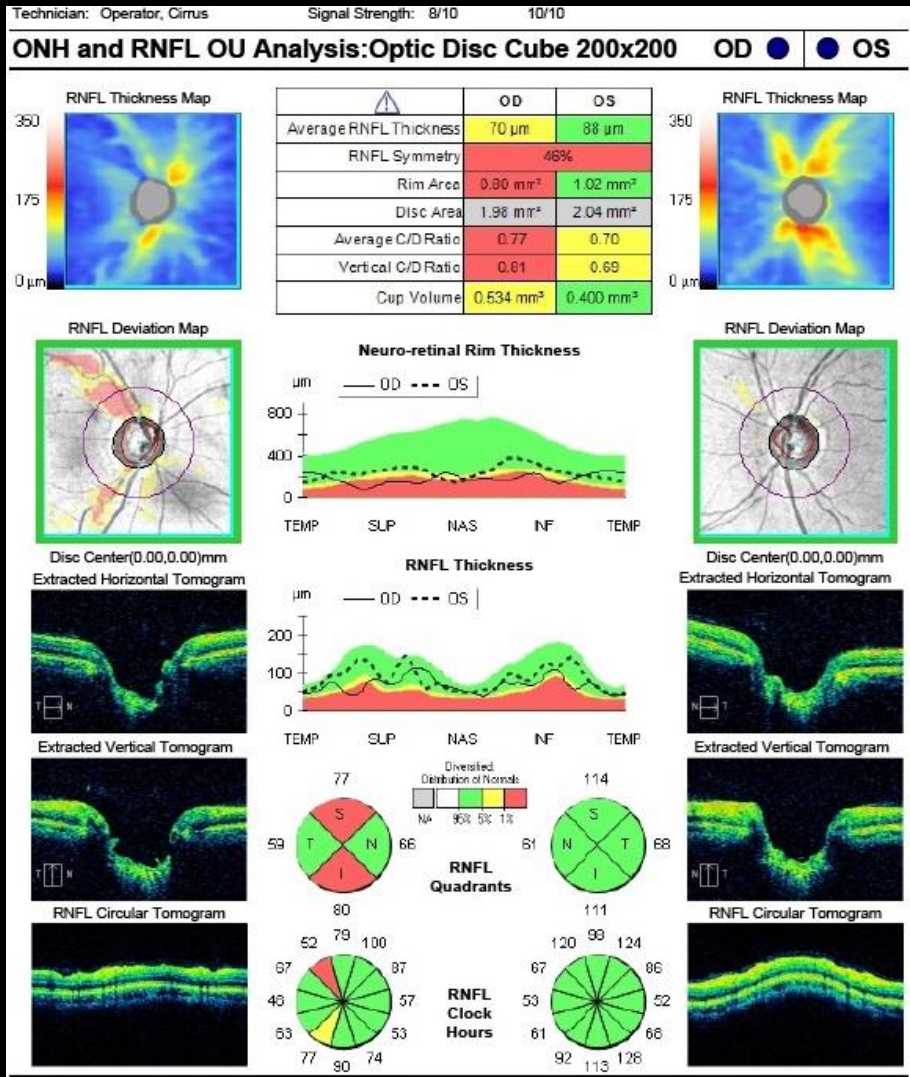 Technician: Operator, Cirrus Signal Strength: 8/10 10/10
ONH and RNFL OU Analysis:Optic Disc Cube 200x200 OD OS
RNFL Thickness Map
350
175
0 µm
OD OS
Average RNFL Thickness 70 µm 88 µm
RNFL Symmetry 46%
Rim Area 0.80 mm² 1.02 mm²
Disc Area 1.98 mm² 2.04 mm²
Average C/D Ratio 0.77 0.70
Vertical C/D Ratio 0.81 0.69
Cup Volume 0.534 mm³ 0.400 mm³
RNFL Thickness Map
350
175
0 µm
RNFL Deviation Map
Disc Center(0.00,0.00)mm
Neuro-retinal Rim Thickness
µm OD OS
800
400
0
TEMP SUP NAS INF TEMP
RNFL Deviation Map
Disc Center(0.00,0.00)mm
Extracted Horizontal Tomogram
T N
RNFL Thickness
µm OD OS
200
100
0
TEMP SUP NAS INF TEMP
Extracted Horizontal Tomogram
N T
Extracted Vertical Tomogram
T N
Diversified:
Distribution of Normals
NA 95% 5% 1%
77
S
59 T N 66
I
80
RNFL
Quadrants
114
S
61 N T 68
I
111
Extracted Vertical Tomogram
N T
RNFL Circular Tomogram
79
52 100
67 87
46 57
63 53
77 74
90
RNFL
Clock
Hours
98
120 124
67 86
53 52
61 66
92 128
113
RNFL Circular Tomogram